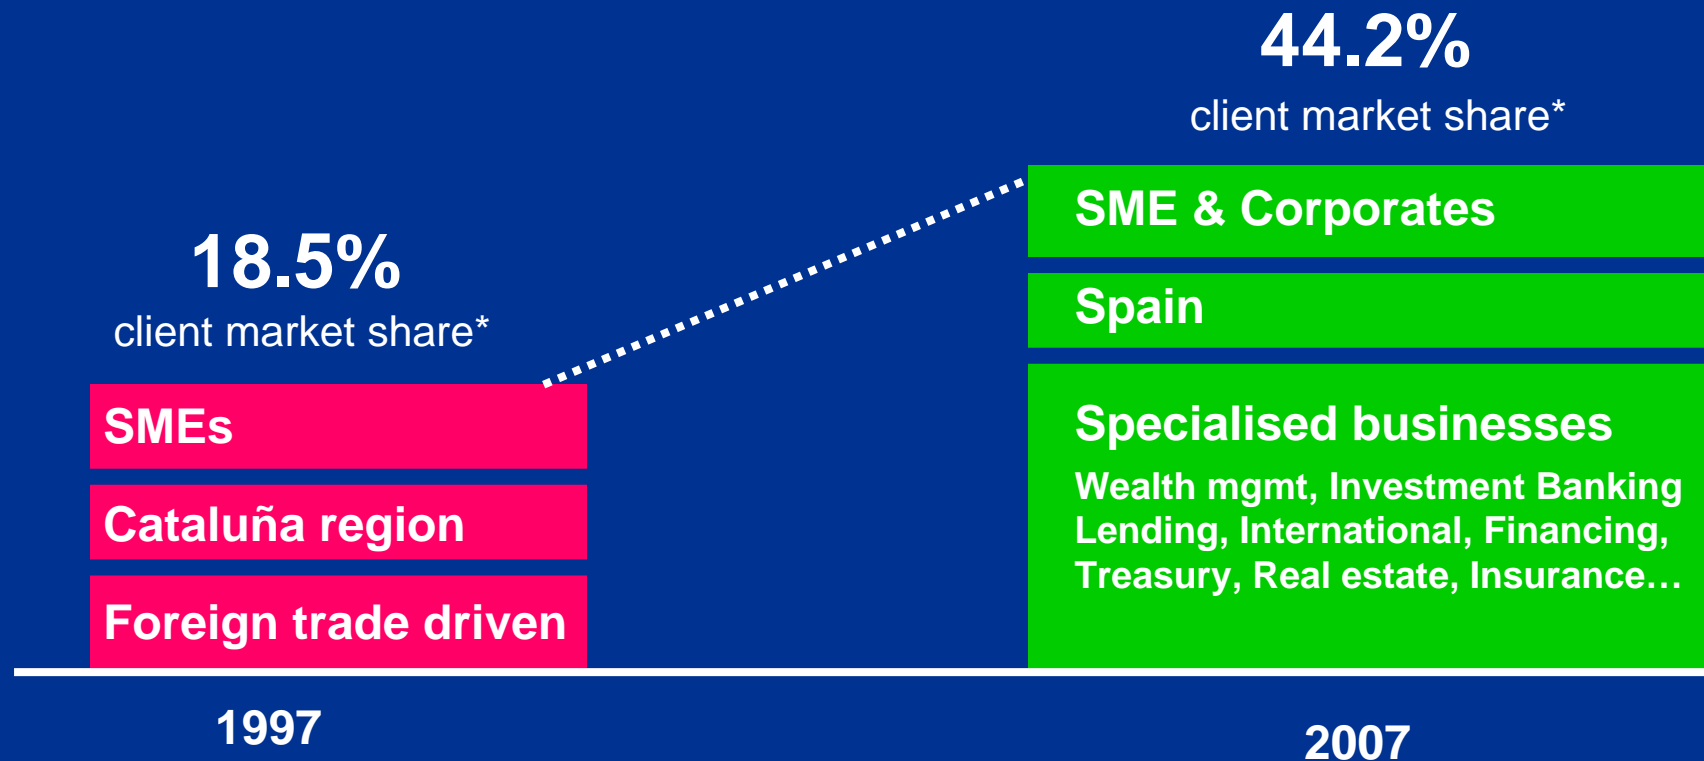 18.5%
client market share*
SMEs
Cataluña region
Foreign trade driven
1997
44.2%
client market share*
SME & Corporates
Spain
Specialised businesses
Wealth mgmt, Investment Banking
Lending, International, Financing,
Treasury, Real estate, Insurance…
2007